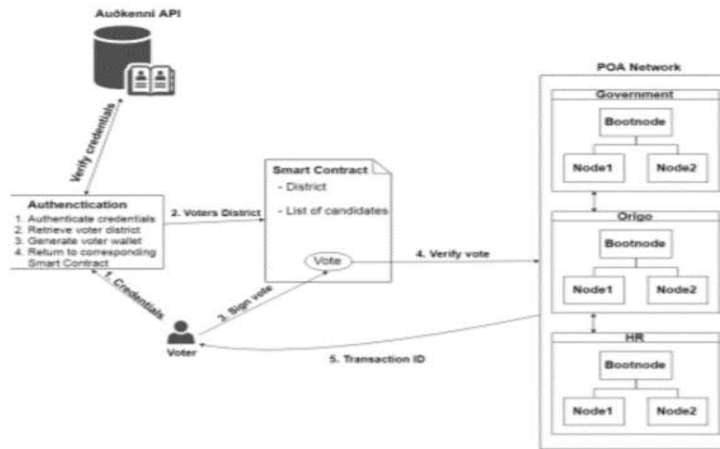 Auðkenni API
Verify credentials
Authenctication
1. Authenticate credentials
2. Retrieve voter district
3. Generate voter wallet
4. Return to corresponding
Smart Contract
2. Voters District
Smart Contract
- District
- List of candidates
Vote
1. Credentials
3. Sign vote
4. Verify vote
Voter
5. Transaction ID
POA Network
Government
Bootnode
Node1 Node2
Origo
Bootnode
Node1 Node2
HR
Bootnode
Node1 Node2